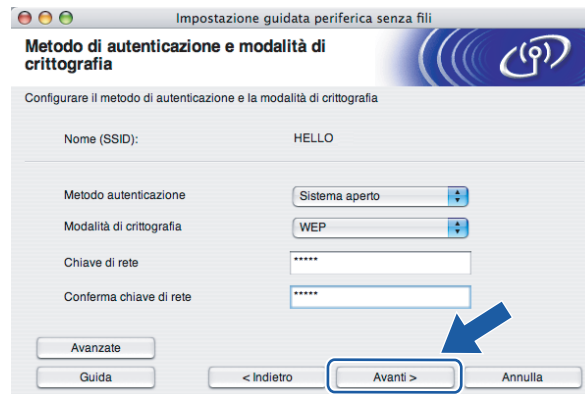 Impostazione guidata periferica senza fili
Metodo di autenticazione e modalità di
crittografia
Configurare il metodo di autenticazione e la modalità di crittografia
Nome (SSID): HELLO
Metodo autenticazione Sistema aperto
Modalità di crittografia WEP
Chiave di rete *****
Conferma chiave di rete *****
Avanzate
Guida < Indietro Avanti > Annulla